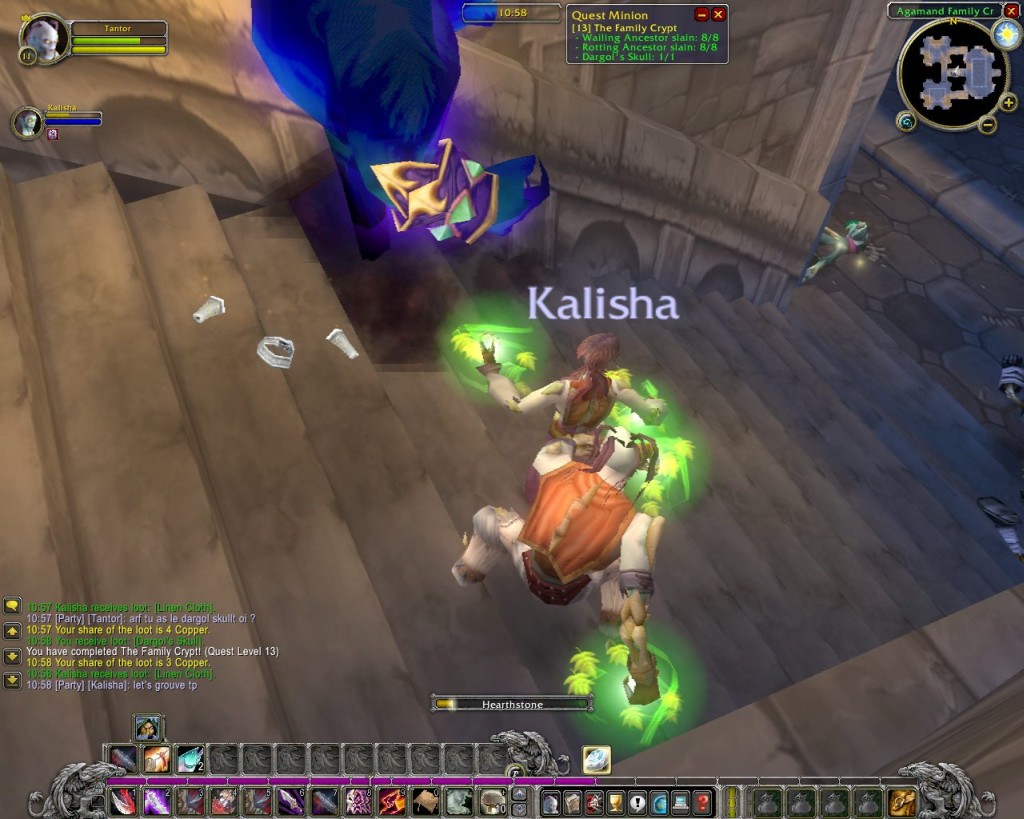 Tantor
10:58
Agamand Family Cr
N
Quest Minion
[13] The Family Crypt
- Wailing Ancestor slain: 8/8
- Rotting Ancestor slain: 8/8
- Dargol's Skull: 1/1
Kalisha
Kalisha
10:57 Kalisha receives loot: [Linen Cloth].
10:57 [Party] [Tantor]: arf tu as le dargol skullt oi ?
10:57 Your share of the loot is 4 Copper.
10:58 You receive loot: [Dargol's Skull].
You have completed The Family Crypt! (Quest Level 13)
10:58 Your share of the loot is 3 Copper.
10:58 Kalisha receives loot: [Linen Cloth].
10:58 [Party] [Kalisha]: let's grouve tp
Hearthstone
2